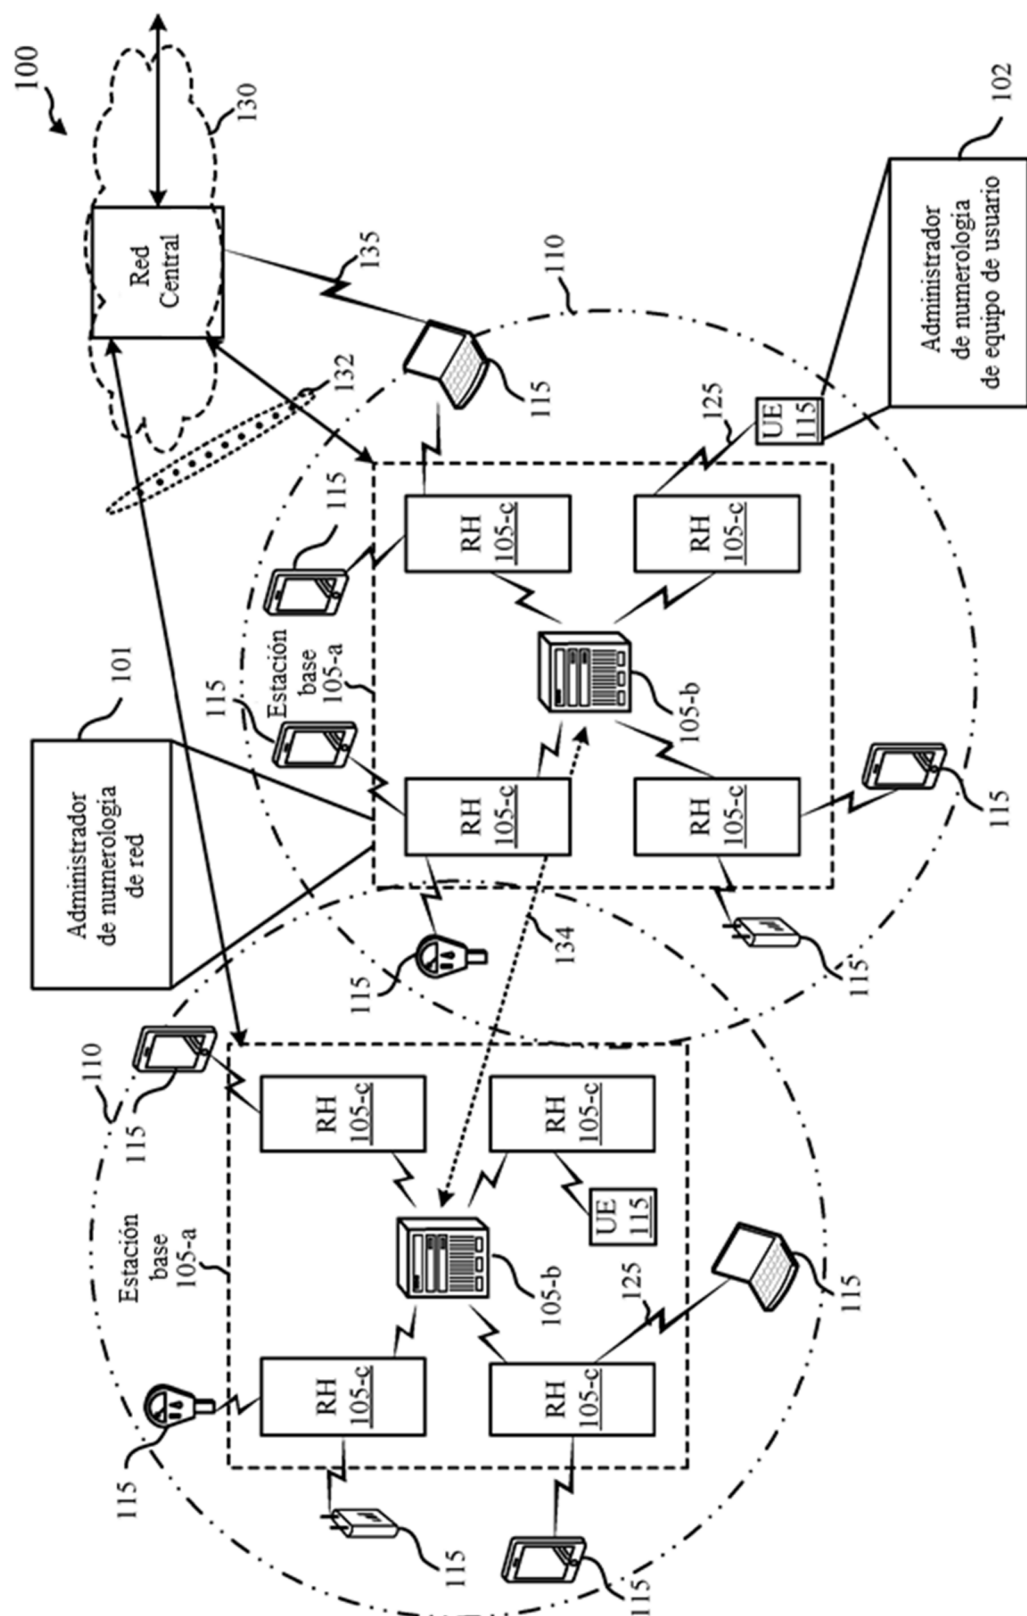 100
Administrador
de numerologia
de red
101
110
115
115
Estación
base
105-a
Red
Central
130
115
Estación
base
105-a
115
132
115
135
RH
105-c
RH
105-c
115
RH
105-c
RH
105-c
115
110
134
105-b
RH
105-c
RH
105-c
UE
115
115
125
105-b
RH
105-c
RH
105-c
125
UE
115
115
115
115
Administrador
de numerologia
de equipo de usuario
102